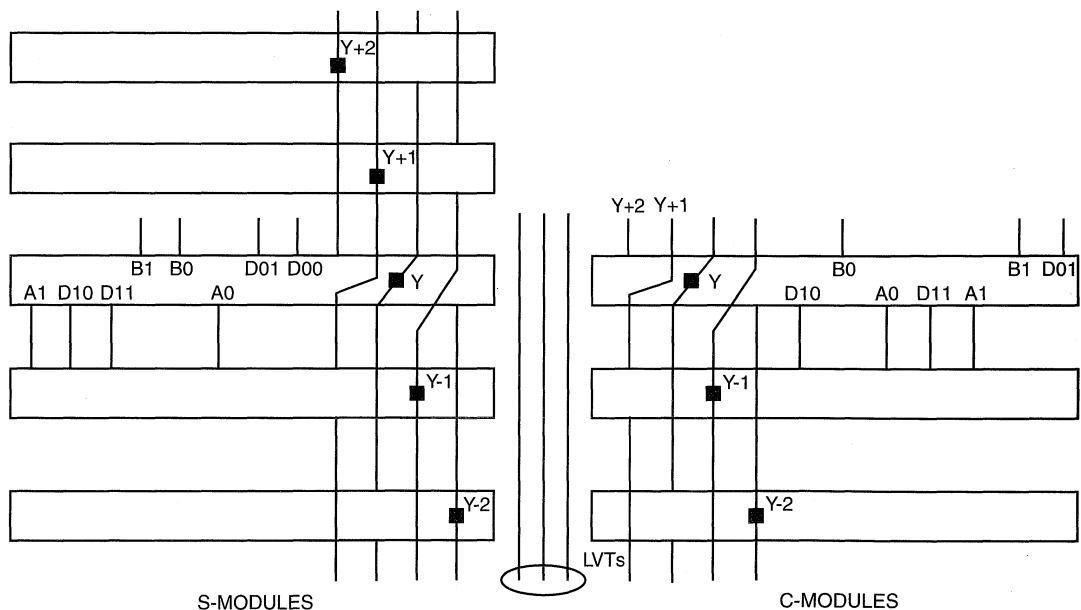 Y+2
Y+1
Y+2 Y+1
B1 B0 D01 D00
B0 B1 D01
Y
Y
A1 D10 D11 A0
D10 A0 D11 A1
Y-1
Y-1
Y-2
Y-2
LVTs
S-MODULES
C-MODULES